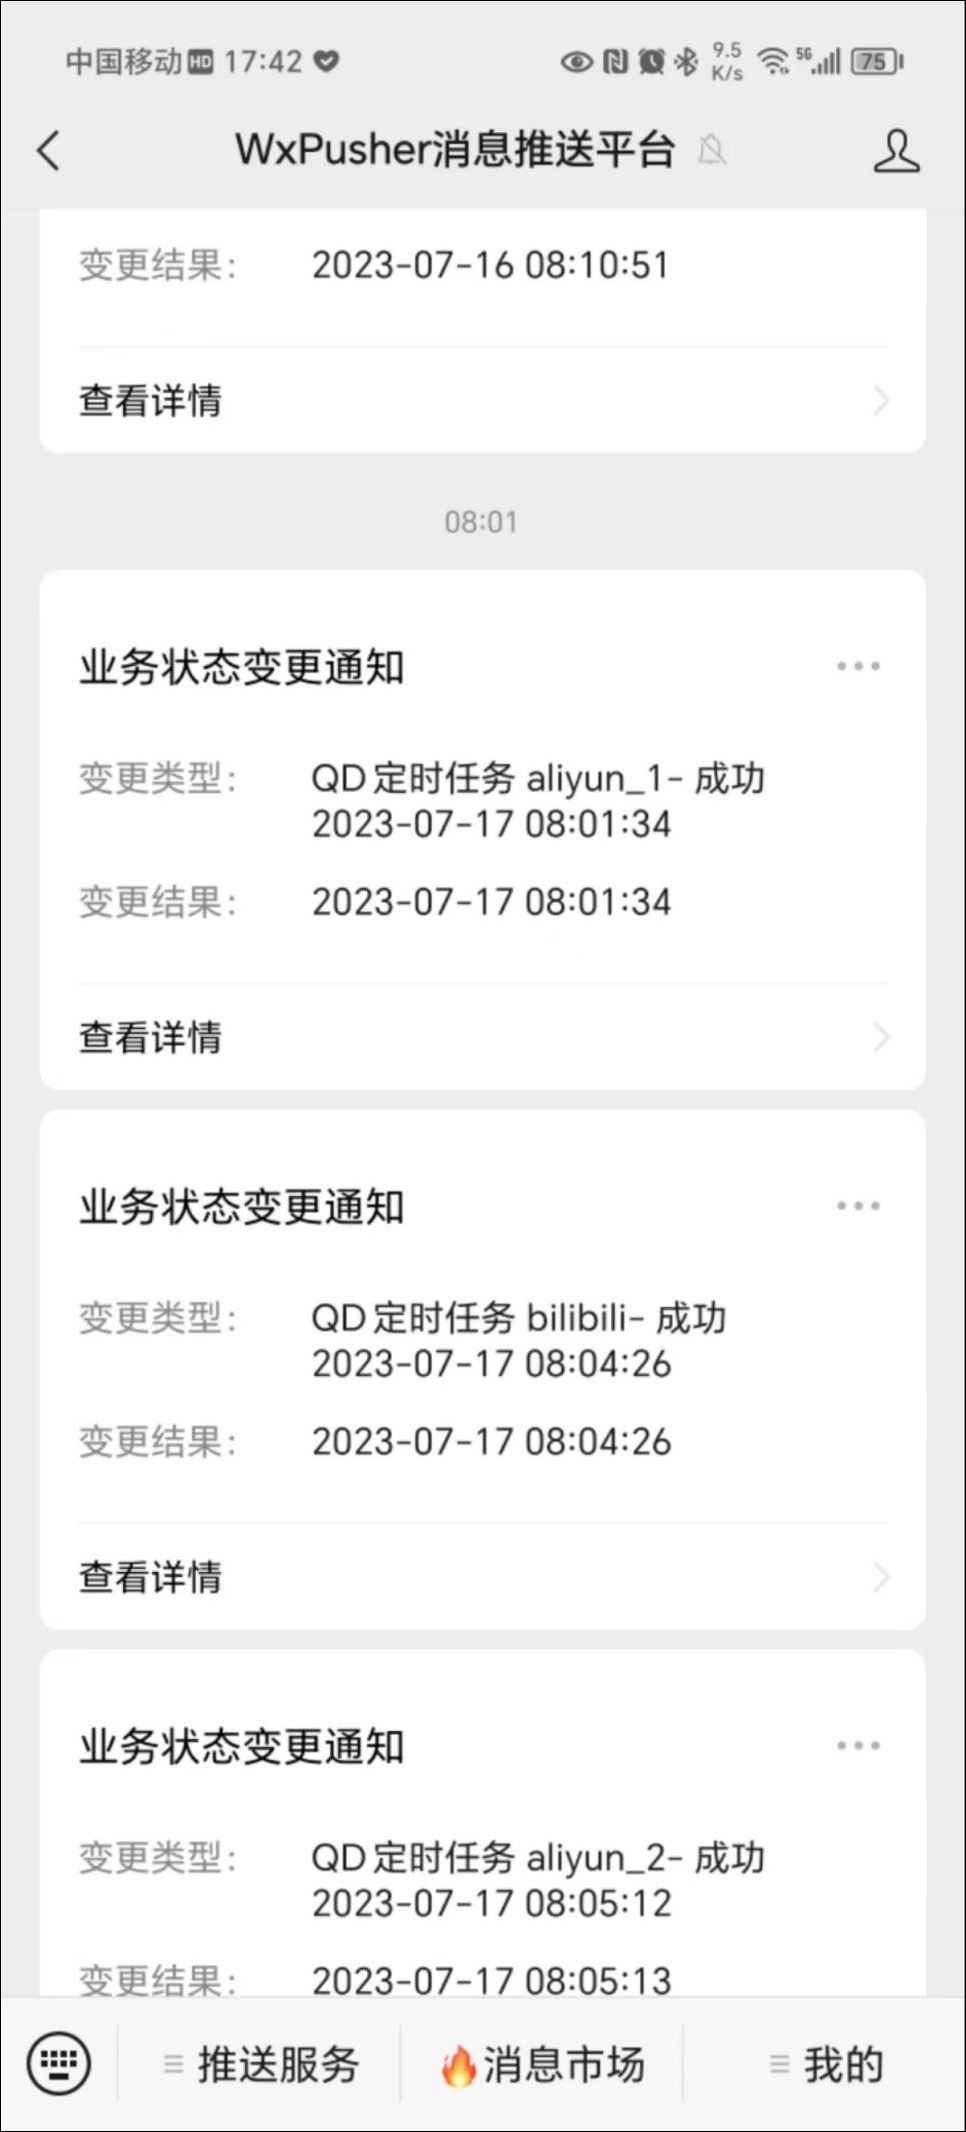 中国移动 HD 17:42 9.5 K/s 5G 75
WxPusher消息推送平台
变更结果: 2023-07-16 08:10:51
查看详情
08:01
业务状态变更通知
变更类型: QD定时任务 aliyun_1- 成功
2023-07-17 08:01:34
变更结果: 2023-07-17 08:01:34
查看详情
业务状态变更通知
变更类型: QD定时任务 bilibili- 成功
2023-07-17 08:04:26
变更结果: 2023-07-17 08:04:26
查看详情
业务状态变更通知
变更类型: QD定时任务 aliyun_2- 成功
2023-07-17 08:05:12
变更结果: 2023-07-17 08:05:13
推送服务 🔥消息市场 我的